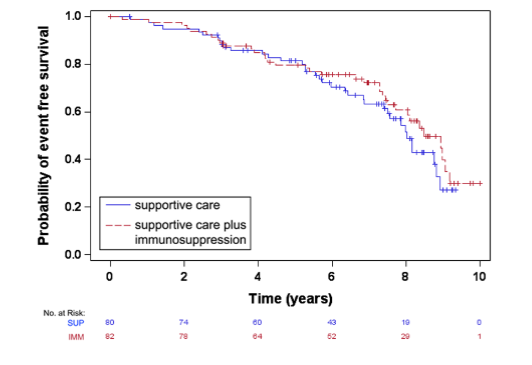 Probability of event free survival
1.0
0.8
0.6
0.4
0.2
0.0
supportive care
supportive care plus
immunosuppression
0 2 4 6 8 10
Time (years)
No. at Risk:
SUP 80 74 60 43 19 0
IMM 82 78 64 52 29 1